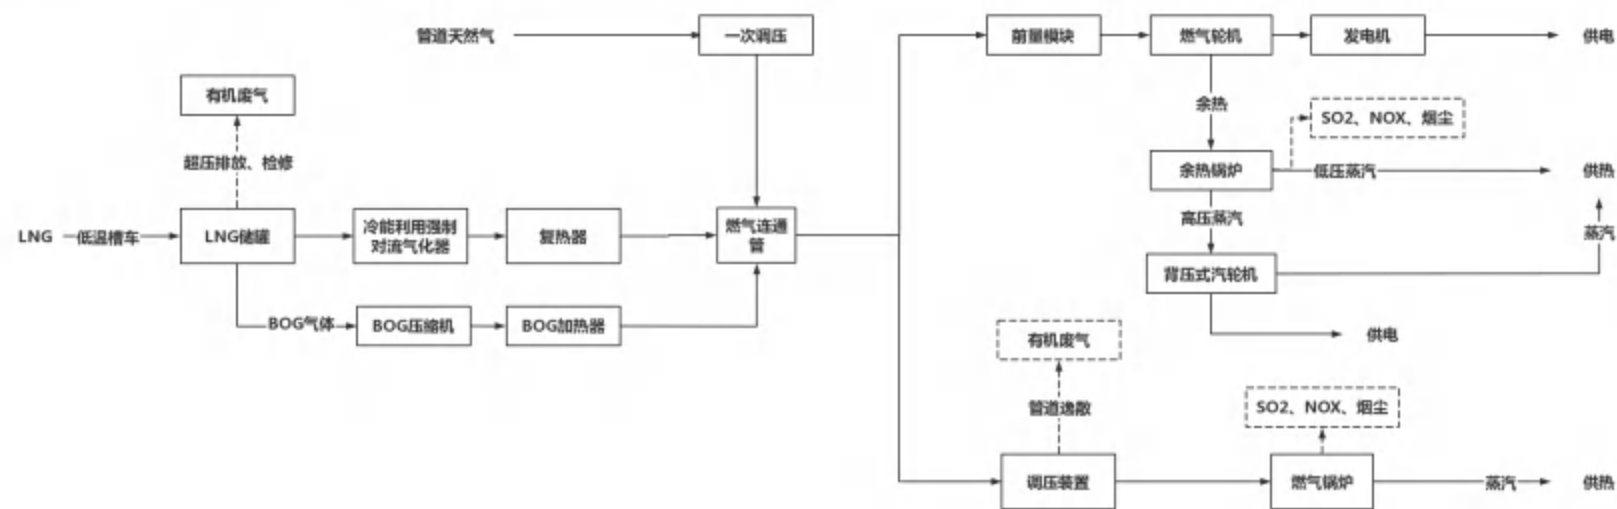 管道天然气
一次调压
前量模块
燃气轮机
发电机
供电
有机废气
余热
SO2、NOX、烟尘
超压排放、检修
余热锅炉
低压蒸汽
供热
LNG
低温槽车
LNG储罐
冷能利用强制
对流气化器
复热器
燃气连通
管
高压蒸汽
蒸汽
背压式汽轮机
BOG气体
BOG压缩机
BOG加热器
供电
有机废气
管道逸散
SO2、NOX、烟尘
调压装置
燃气锅炉
蒸汽
供热